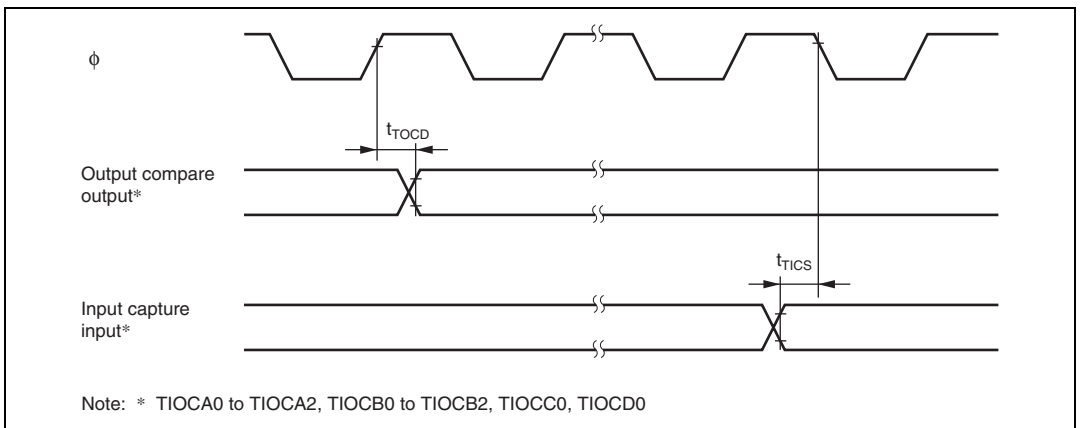 ϕ
tTOCD
Output compare
output*
tTICS
Input capture
input*
Note: * TIOCA0 to TIOCA2, TIOCB0 to TIOCB2, TIOCC0, TIOCD0